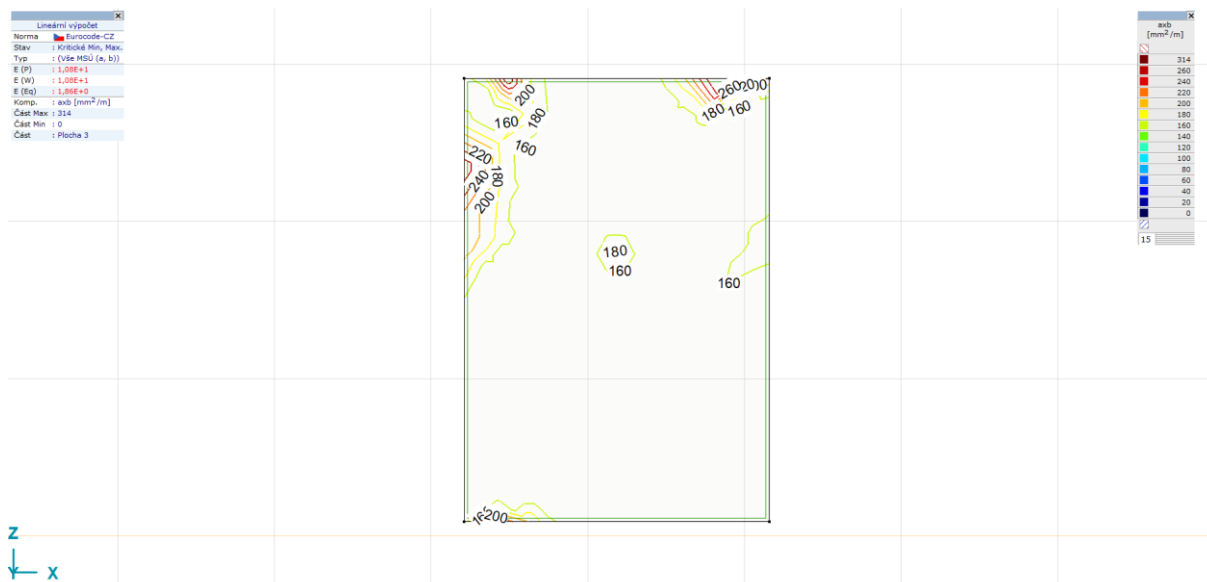 Lineární výpočet
Norma Eurocode-CZ
Stav : Kritické Min, Max.
Typ : (Vše MSÚ (a, b))
E (P) : 1,08E+1
E (W) : 1,08E+1
E (Eq) : 1,86E+0
Komp. : axb [mm²/m]
Část Max : 314
Část Min : 0
Část : Plocha 3
axb
[mm²/m]
314
260
240
220
200
180
160
140
120
100
80
60
40
20
0
15
200
160
180
160
260
180
160
220
180
240
200
180
160
160
200
Z
Y
X